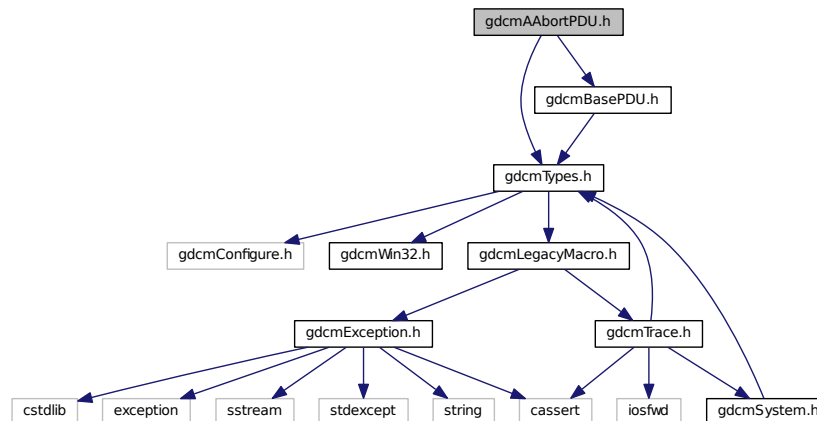 gdcmAAbortPDU.h
gdcmBasePDU.h
gdcmTypes.h
gdcmConfigure.h
gdcmWin32.h
gdcmLegacyMacro.h
gdcmException.h
gdcmTrace.h
cstdlib
exception
sstream
stdexcept
string
cassert
iosfwd
gdcmSystem.h